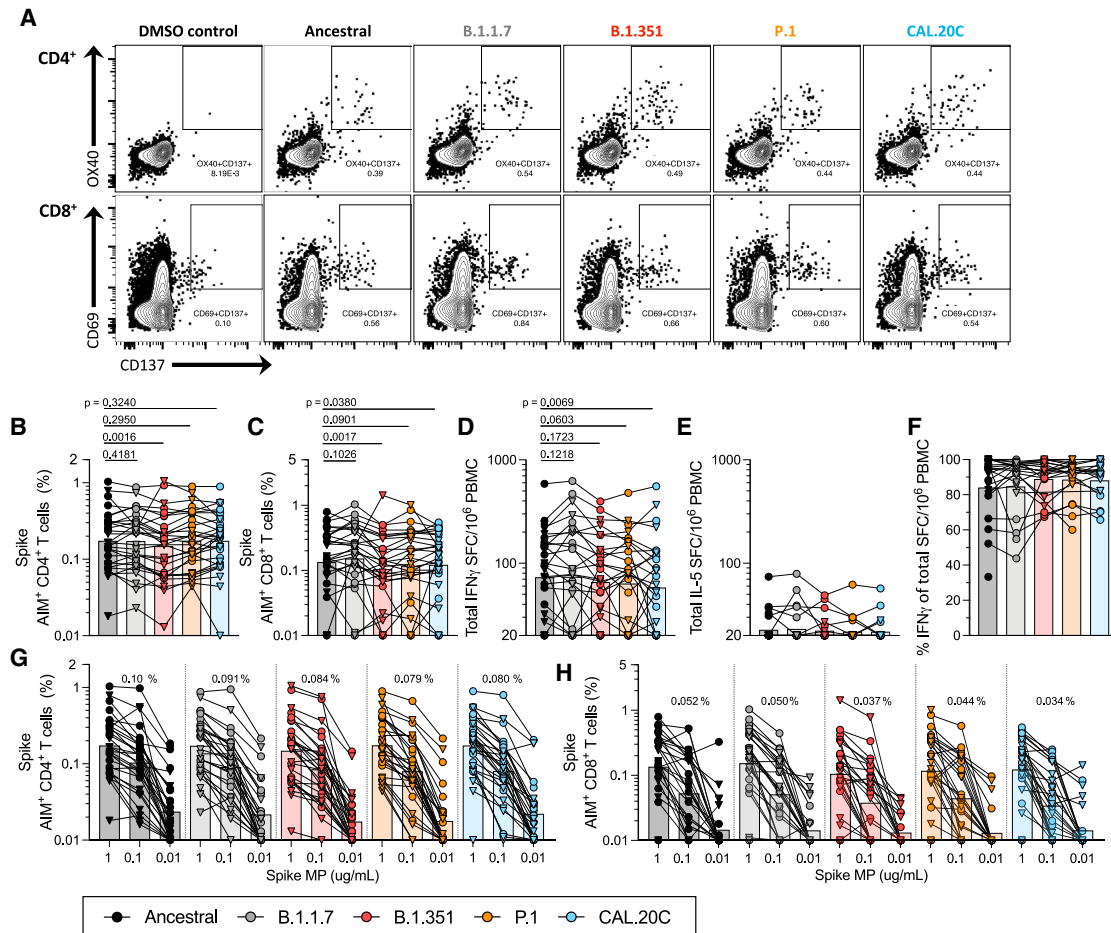 A
DMSO control Ancestral B.1.1.7 B.1.351 P.1 CAL.20C
CD4+
OX40
OX40+CD137+ OX40+CD137+ OX40+CD137+ OX40+CD137+ OX40+CD137+ OX40+CD137+
8.19E-3 0.39 0.54 0.49 0.44 0.44
CD8+
CD69
CD69+CD137+ CD69+CD137+ CD69+CD137+ CD69+CD137+ CD69+CD137+ CD69+CD137+
0.10 0.56 0.84 0.66 0.60 0.54
CD137
B
p = 0.3240
0.2950
0.0016
0.4181
Spike
AIM+ CD4+ T cells (%)
2
1
0.1
0.01
C
0.0380
0.0901
0.0017
0.1026
Spike
AIM+ CD8+ T cells (%)
5
1
0.1
0.01
D
0.0069
0.0603
0.1723
0.1218
Total IFNγ SFC/10⁶ PBMC
1000
100
20
E
Total IL-5 SFC/10⁶ PBMC
1000
100
20
F
% IFNγ of total SFC/10⁶ PBMC
100
80
60
40
20
0
G
Spike
AIM+ CD4+ T cells (%)
2
1
0.1
0.01
0.10 % 0.091 % 0.084 % 0.079 % 0.080 %
1 0.1 0.01 1 0.1 0.01 1 0.1 0.01 1 0.1 0.01 1 0.1 0.01
Spike MP (ug/mL)
H
Spike
AIM+ CD8+ T cells (%)
5
1
0.1
0.01
0.052 % 0.050 % 0.037 % 0.044 % 0.034 %
1 0.1 0.01 1 0.1 0.01 1 0.1 0.01 1 0.1 0.01 1 0.1 0.01
Spike MP (ug/mL)
Ancestral B.1.1.7 B.1.351 P.1 CAL.20C